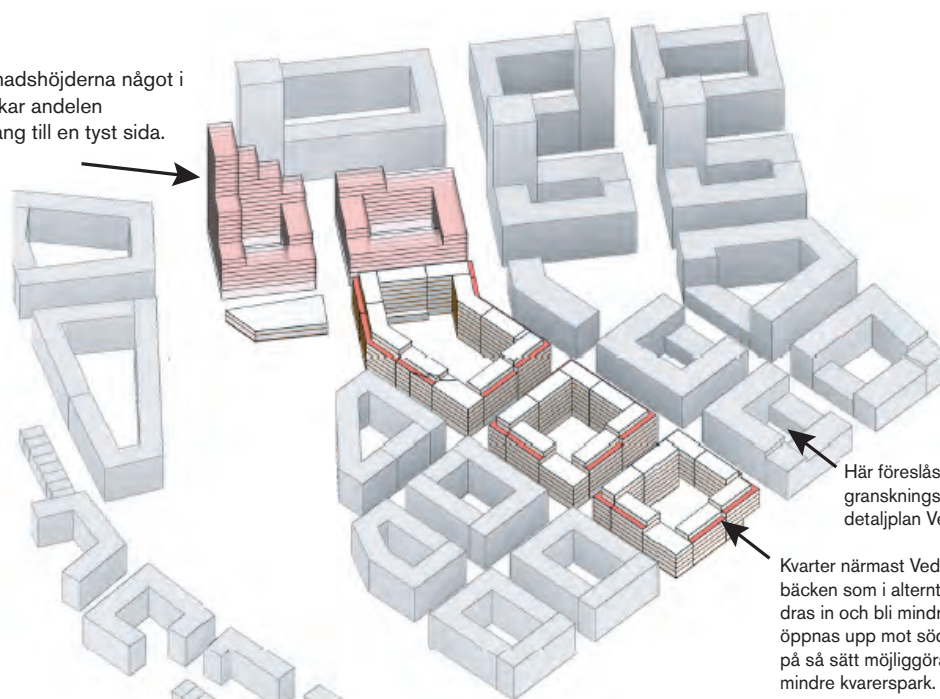 nadshöjderna något i
kar andelen
ang till en tyst sida.
Här föreslås
gransknings
detaljplan Ve
Kvarter närmast Ved
bäcken som i alternt
dras in och bli mindr
öppnas upp mot söd
på så sätt möjliggöra
mindre kvarerspark.